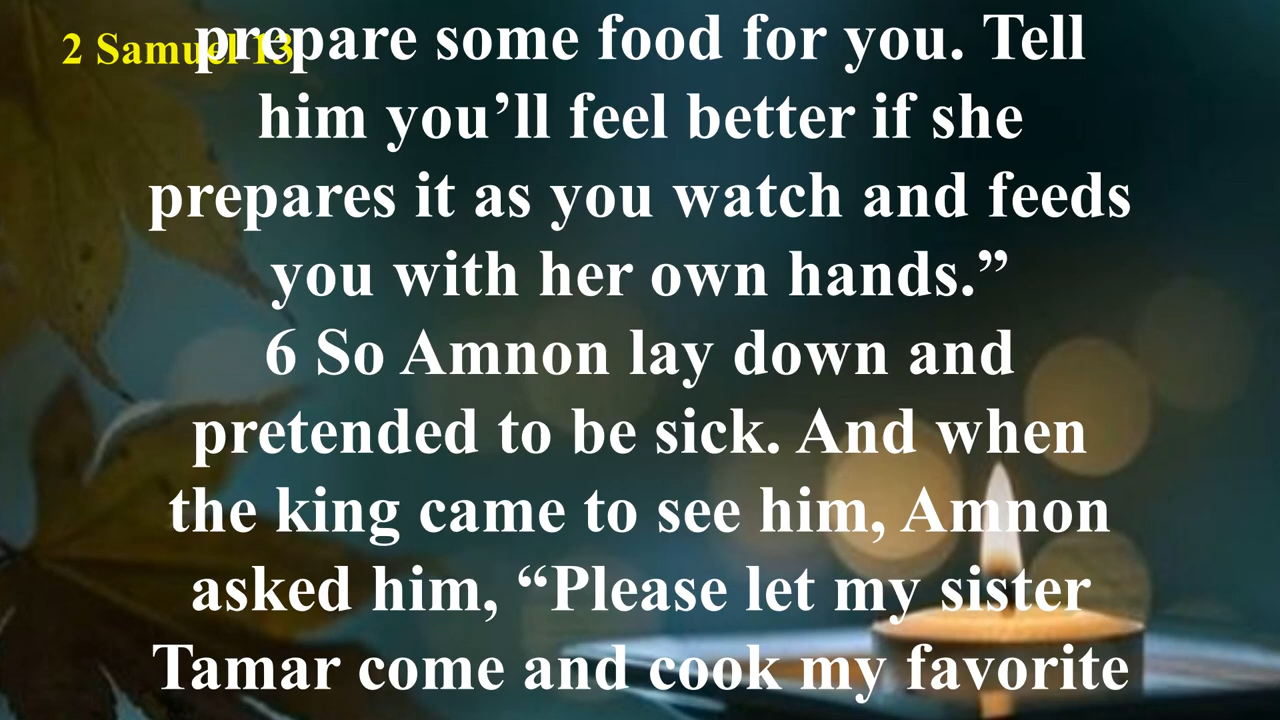 2 Samuel 13
prepare some food for you. Tell
him you’ll feel better if she
prepares it as you watch and feeds
you with her own hands.”
6 So Amnon lay down and
pretended to be sick. And when
the king came to see him, Amnon
asked him, “Please let my sister
Tamar come and cook my favorite